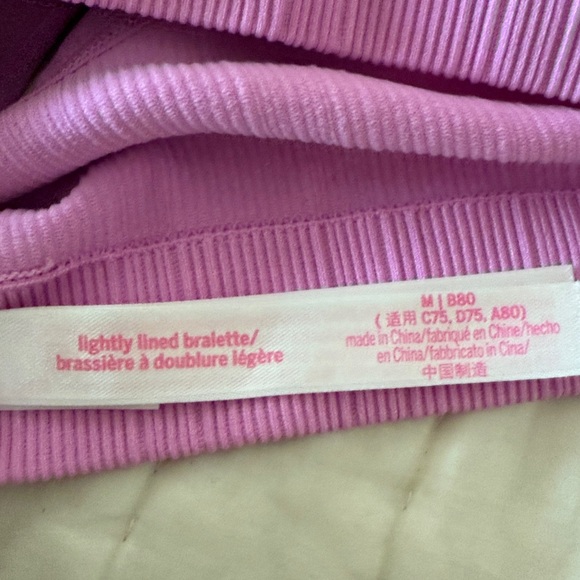 lightly lined bralette/
brassière à doublure légère
M | B80
( 适用 C75, D75, A80)
made in China/fabriqué en Chine/hecho
en China/fabbricato in Cina/
中国制造